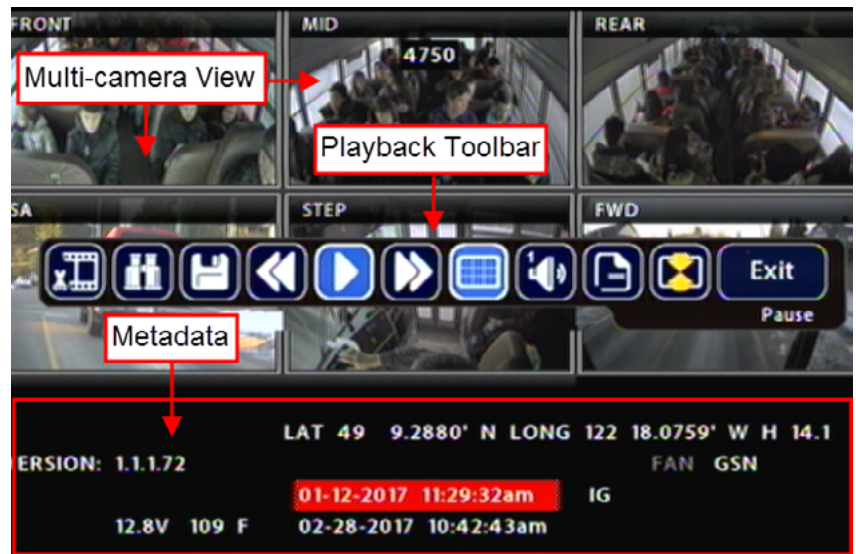 FRONT
MID
REAR
4750
Multi-camera View
Playback Toolbar
SA
STEP
FWD
1
Exit
Pause
Metadata
LAT 49 9.2880' N LONG 122 18.0759' W H 14.1
ERSION: 1.1.1.72
FAN GSN
01-12-2017 11:29:32am IG
12.8V 109 F 02-28-2017 10:42:43am